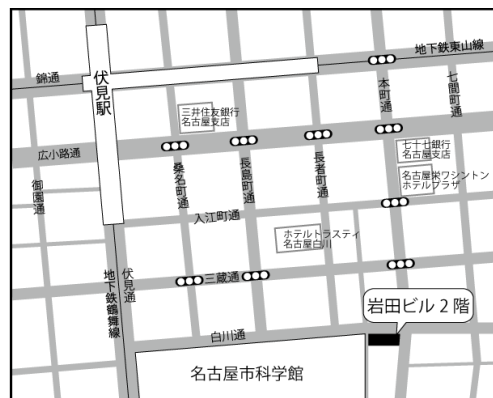 地下鉄東山線
錦通
伏見駅
本町通
七間町通
三井住友銀行
名古屋支店
広小路通
七十七銀行
名古屋支店
御園通
桑名町通
長島町通
長者町通
名古屋栄ワシントン
ホテルプラザ
入江町通
ホテルトラスティ
名古屋白川
伏見通
地下鉄鶴舞線
三蔵通
岩田ビル2階
白川通
名古屋市科学館